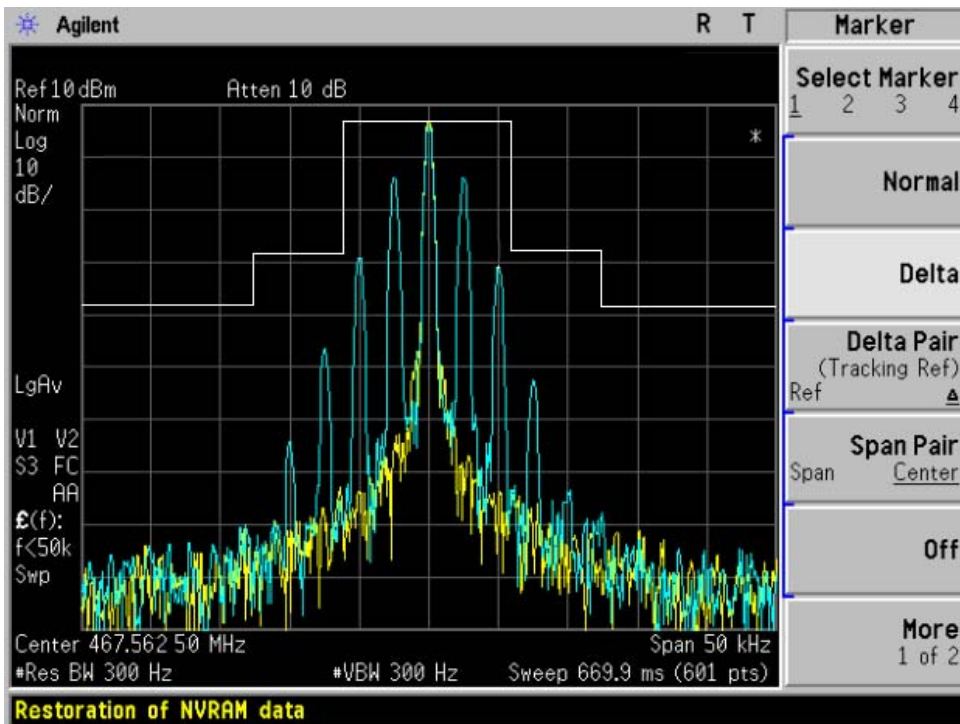 Agilent R T Marker
Ref 10 dBm Atten 10 dB
Norm
Log
10
dB/
*
LgAv
V1 V2
S3 FC
AA
£(f):
f<50k
Swp
Center 467.562 50 MHz Span 50 kHz
#Res BW 300 Hz #VBW 300 Hz Sweep 669.9 ms (601 pts)
Restoration of NVRAM data
Select Marker
1 2 3 4
Normal
Delta
Delta Pair
(Tracking Ref)
Ref Δ
Span Pair
Span Center
Off
More
1 of 2